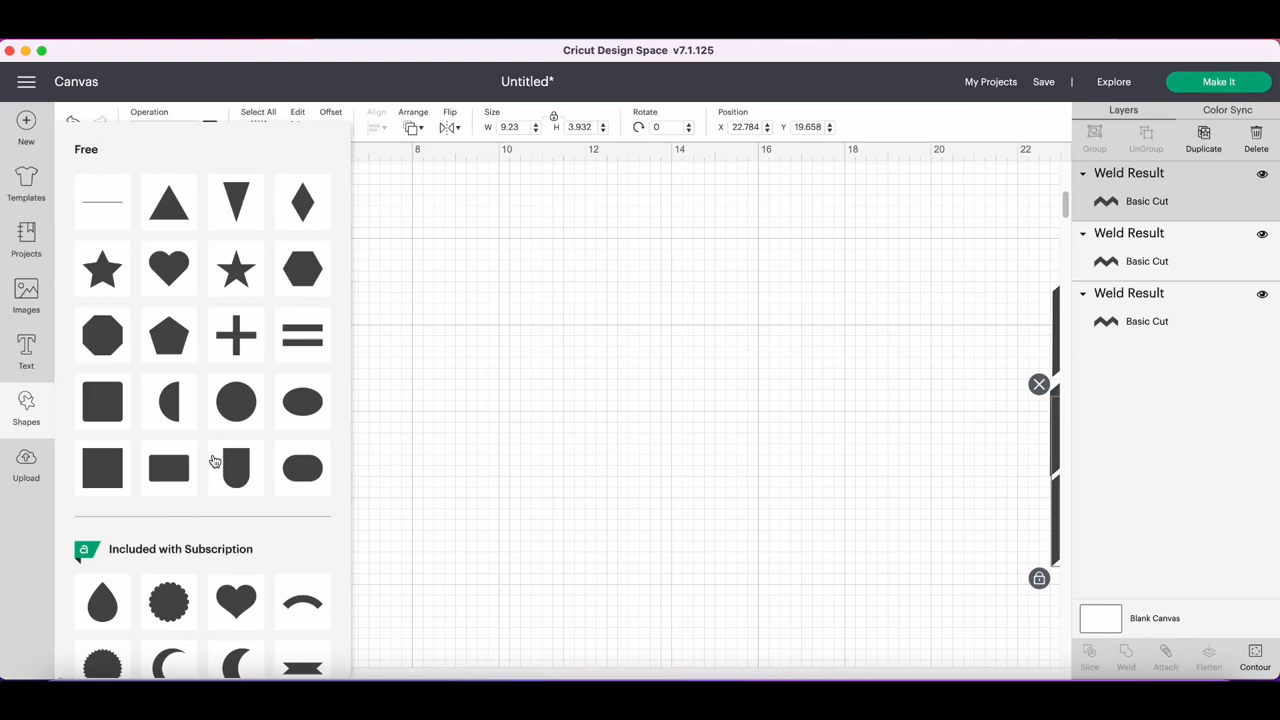 Cricut Design Space v7.1.125
Canvas
Untitled*
My Projects
Save
|
Explore
Make It
New
Templates
Projects
Images
Text
Shapes
Upload
Operation
Select All
Edit
Offset
Align
Arrange
Flip
Size
W 9.23
H 3.932
Rotate
0
Position
X 22.784
Y 19.658
Free
Included with Subscription
a
8 10 12 14 16 18 20 22
Layers
Color Sync
Group
UnGroup
Duplicate
Delete
Weld Result
Basic Cut
Weld Result
Basic Cut
Weld Result
Basic Cut
Blank Canvas
Slice
Weld
Attach
Flatten
Contour